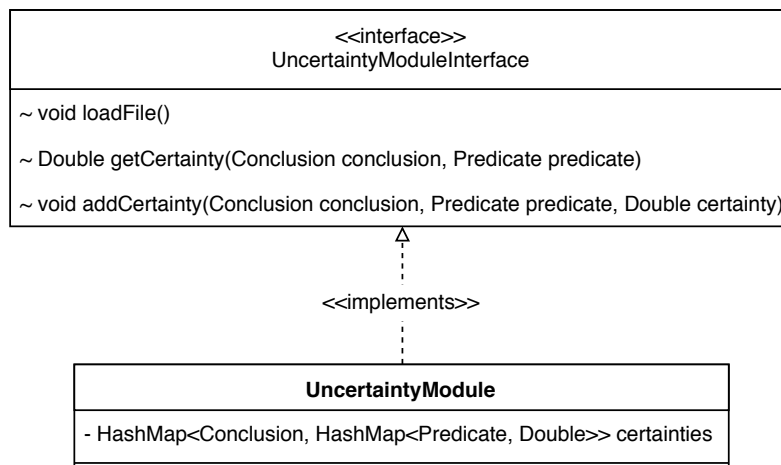 <<interface>>
UncertaintyModuleInterface
~ void loadFile()
~ Double getCertainty(Conclusion conclusion, Predicate predicate)
~ void addCertainty(Conclusion conclusion, Predicate predicate, Double certainty)
<<implements>>
UncertaintyModule
- HashMap<Conclusion, HashMap<Predicate, Double>> certainties